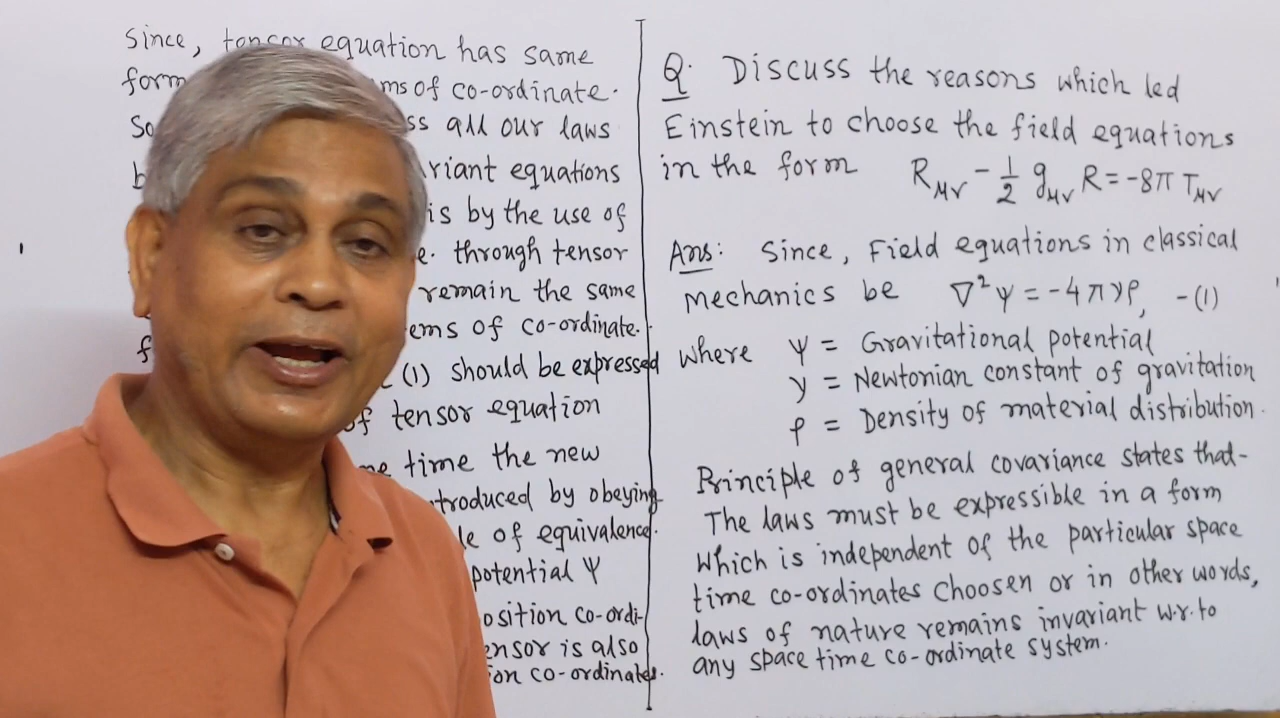 Since, tensor equation has same
form ms of co-ordinate.
So ss all our laws
b riant equations
is by the use of
e. through tensor
remain the same
f ems of co-ordinate.
(1) should be expressed
of tensor equation
me time the new
troduced by obeying
le of equivalence.
potential Ψ
osition co-ordi-
ensor is also
ion co-ordinates.
Q. Discuss the reasons which led
Einstein to choose the field equations
in the form R_μν - 1/2 g_μν R = -8π T_μν
Ans: Since, Field equations in classical
mechanics be ∇²Ψ = -4πγρ, -(1)
where Ψ = Gravitational potential
γ = Newtonian constant of gravitation
ρ = Density of material distribution.
Principle of general covariance states that-
The laws must be expressible in a form
which is independent of the particular space
time co-ordinates choosen or in other words,
laws of nature remains invariant w.r.to
any space time co-ordinate system.